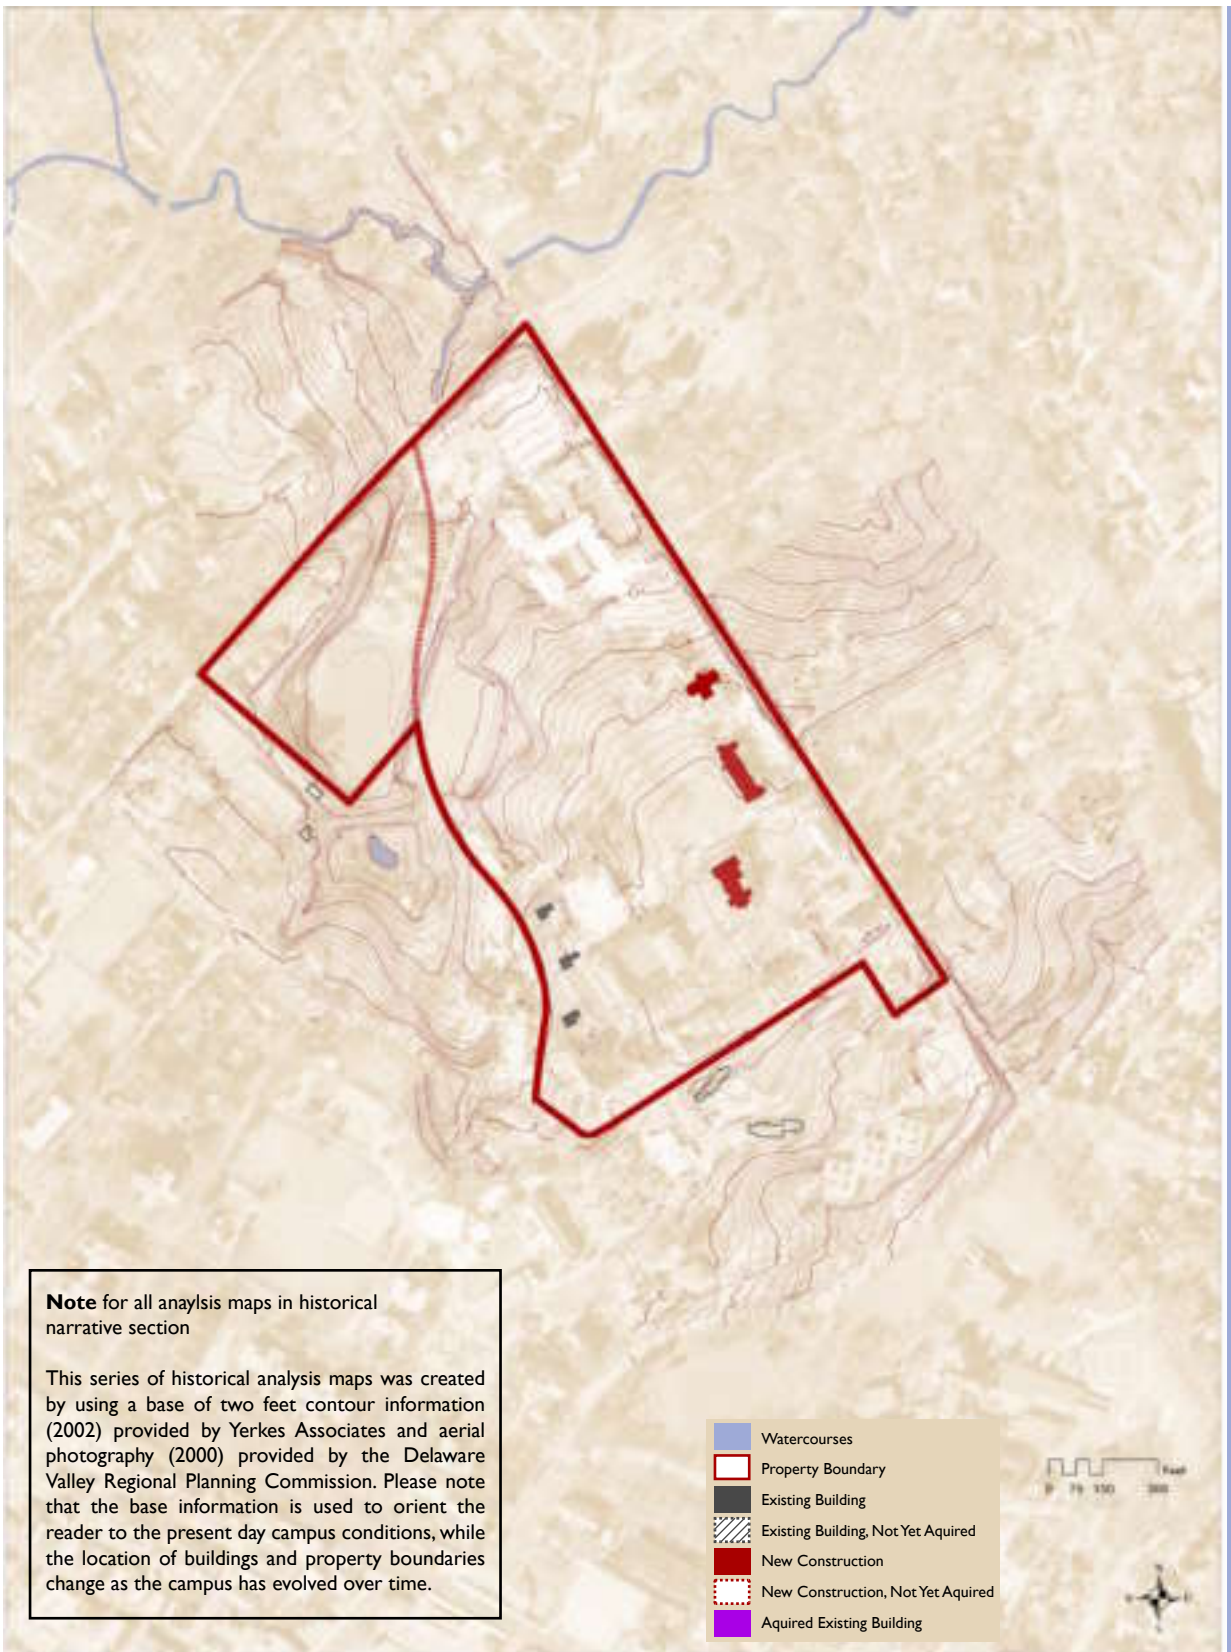 Note for all anaylsis maps in historical
narrative section
This series of historical analysis maps was created
by using a base of two feet contour information
(2002) provided by Yerkes Associates and aerial
photography (2000) provided by the Delaware
Valley Regional Planning Commission. Please note
that the base information is used to orient the
reader to the present day campus conditions, while
the location of buildings and property boundaries
change as the campus has evolved over time.
Watercourses
Property Boundary
Existing Building
Existing Building, Not Yet Aquired
New Construction
New Construction, Not Yet Aquired
Aquired Existing Building
Feet
0 75 150 300